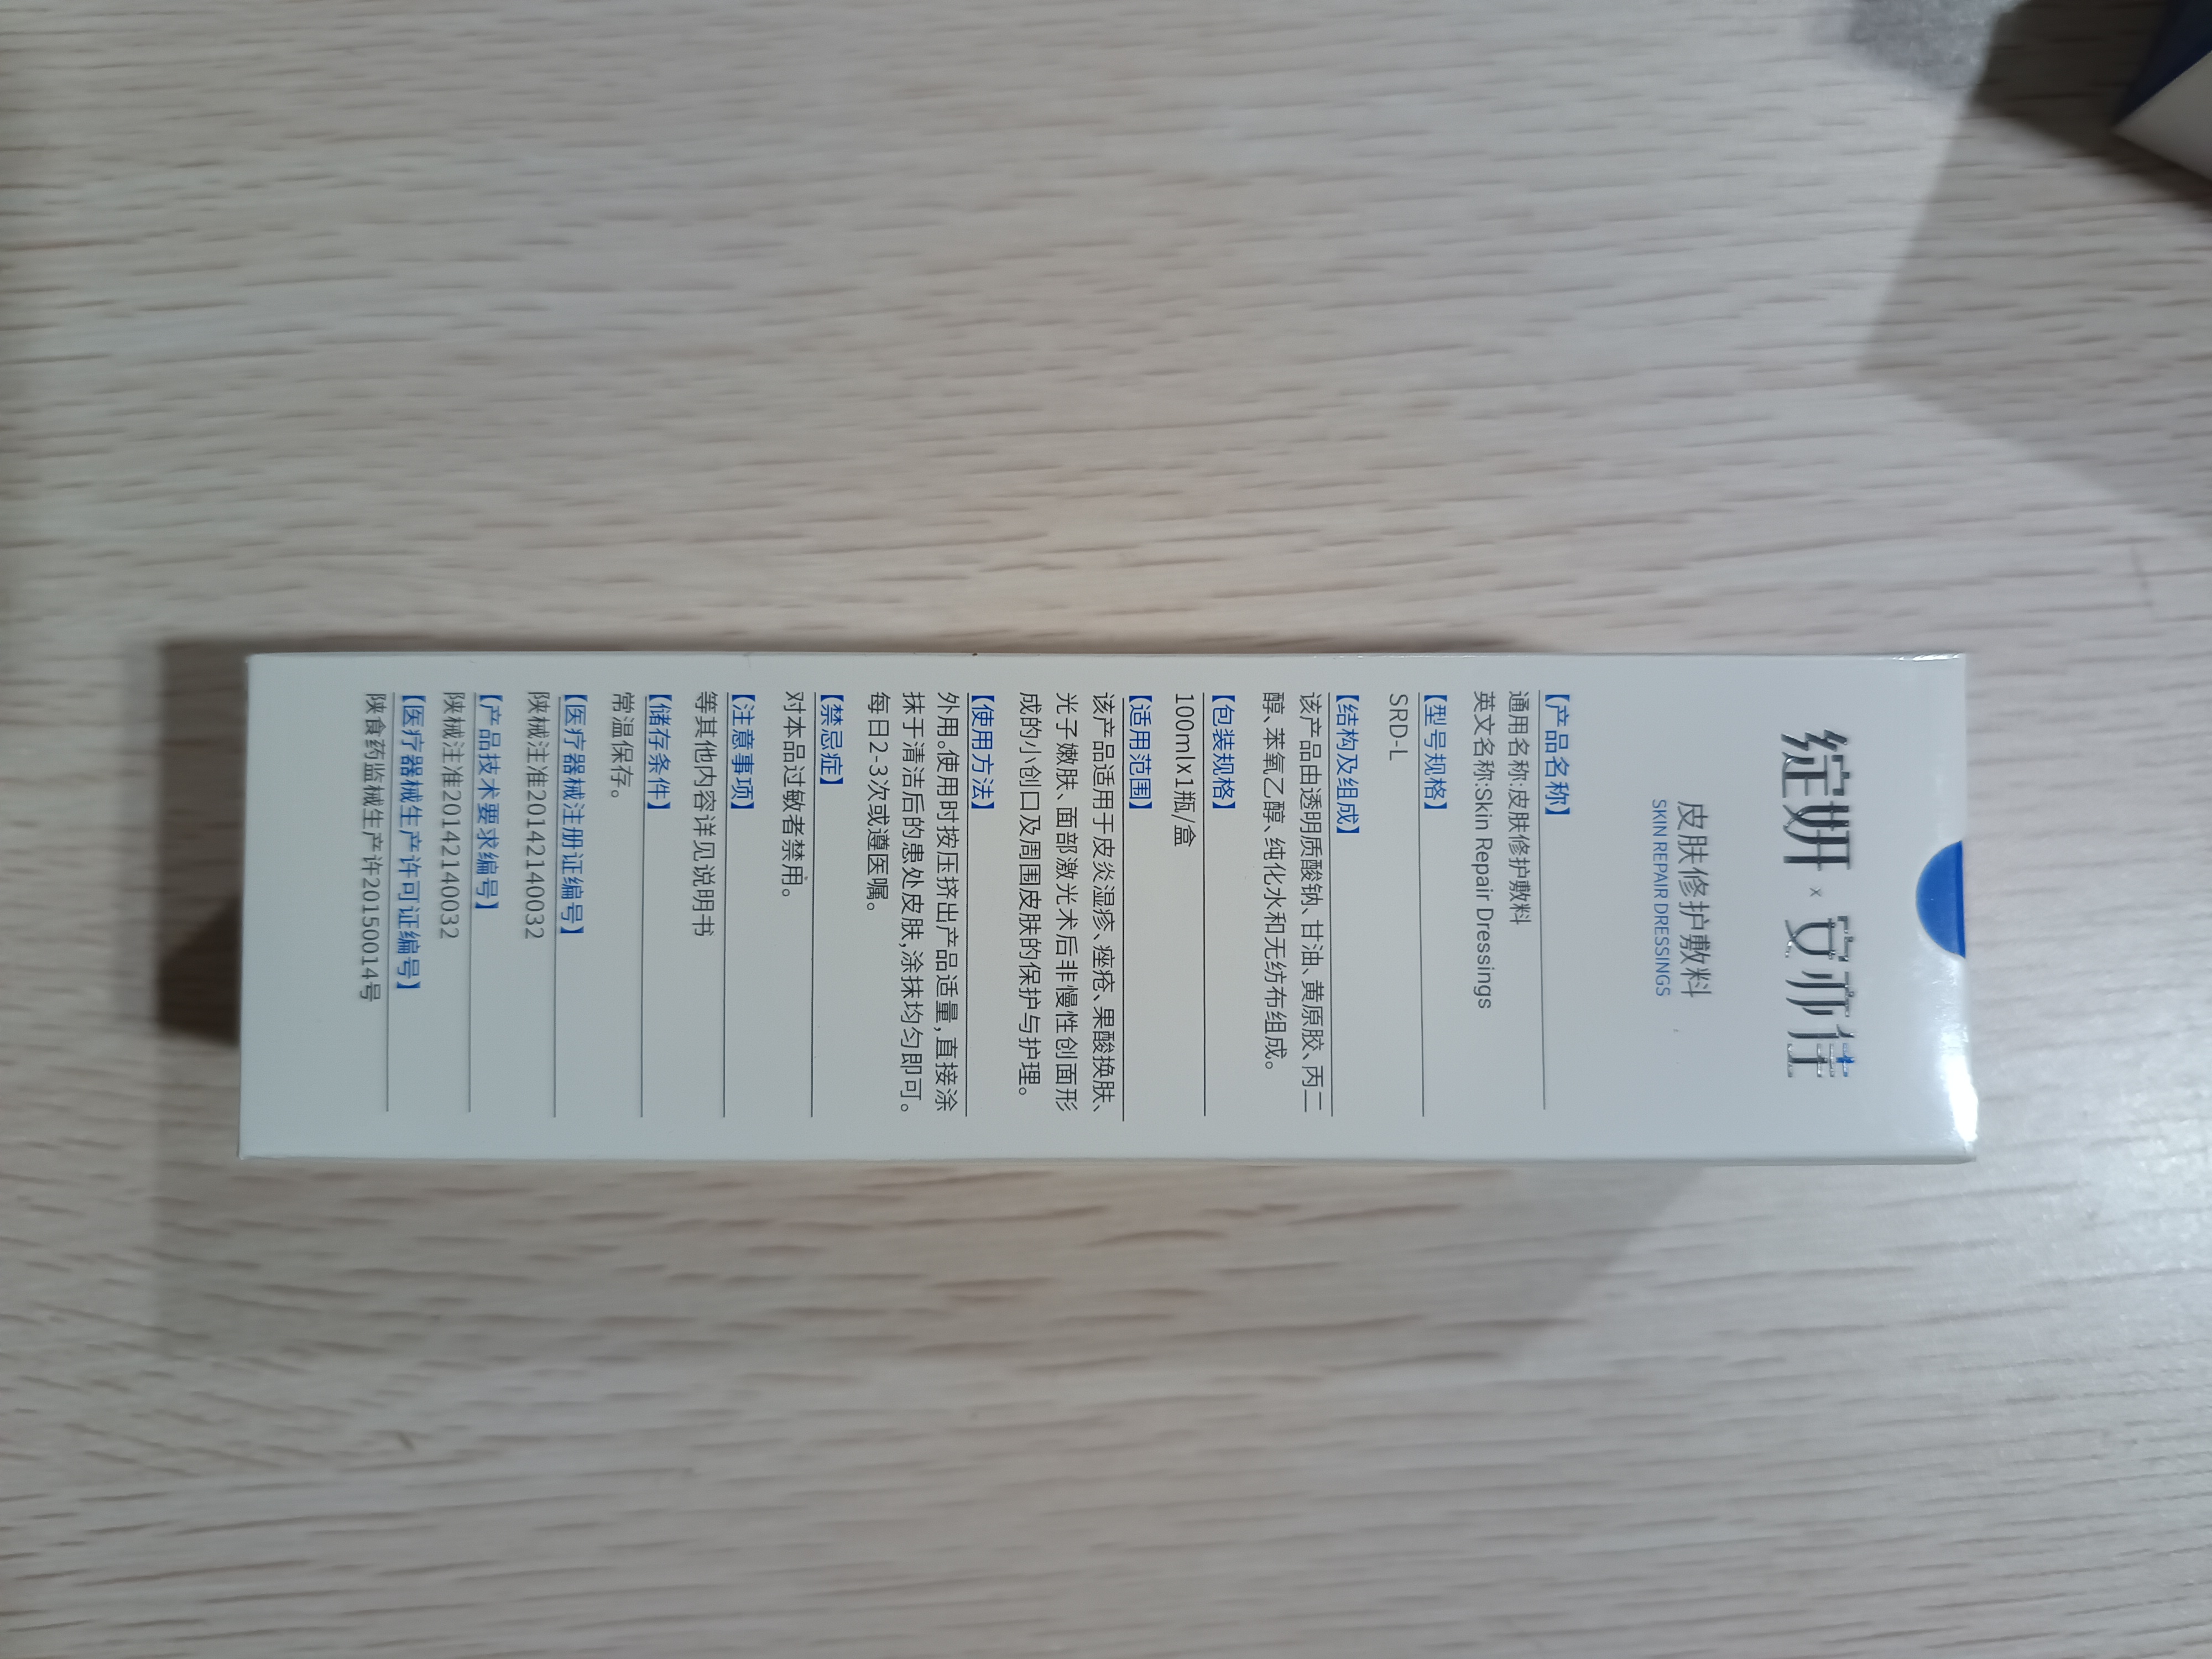 绽妍 × 安亦佳
皮肤修护敷料
SKIN REPAIR DRESSINGS
【产品名称】
通用名称:皮肤修护敷料
英文名称:Skin Repair Dressings
【型号规格】
SRD-L
【结构及组成】
该产品由透明质酸钠、甘油、黄原胶、丙二
醇、苯氧乙醇、纯化水和无纺布组成。
【包装规格】
100mlX1瓶/盒
【适用范围】
该产品适用于皮炎湿疹、痤疮、果酸换肤、
光子嫩肤、面部激光术后非慢性创面形
成的小创口及周围皮肤的保护与护理。
【使用方法】
外用。使用时按压挤出产品适量,直接涂
抹于清洁后的患处皮肤,涂抹均匀即可。
每日2-3次或遵医嘱。
【禁忌症】
对本品过敏者禁用。
【注意事项】
等其他内容详见说明书
【储存条件】
常温保存。
【医疗器械注册证编号】
陕械注准20142140032
【产品技术要求编号】
陕械注准20142140032
【医疗器械生产许可证编号】
陕食药监械生产许20150014号